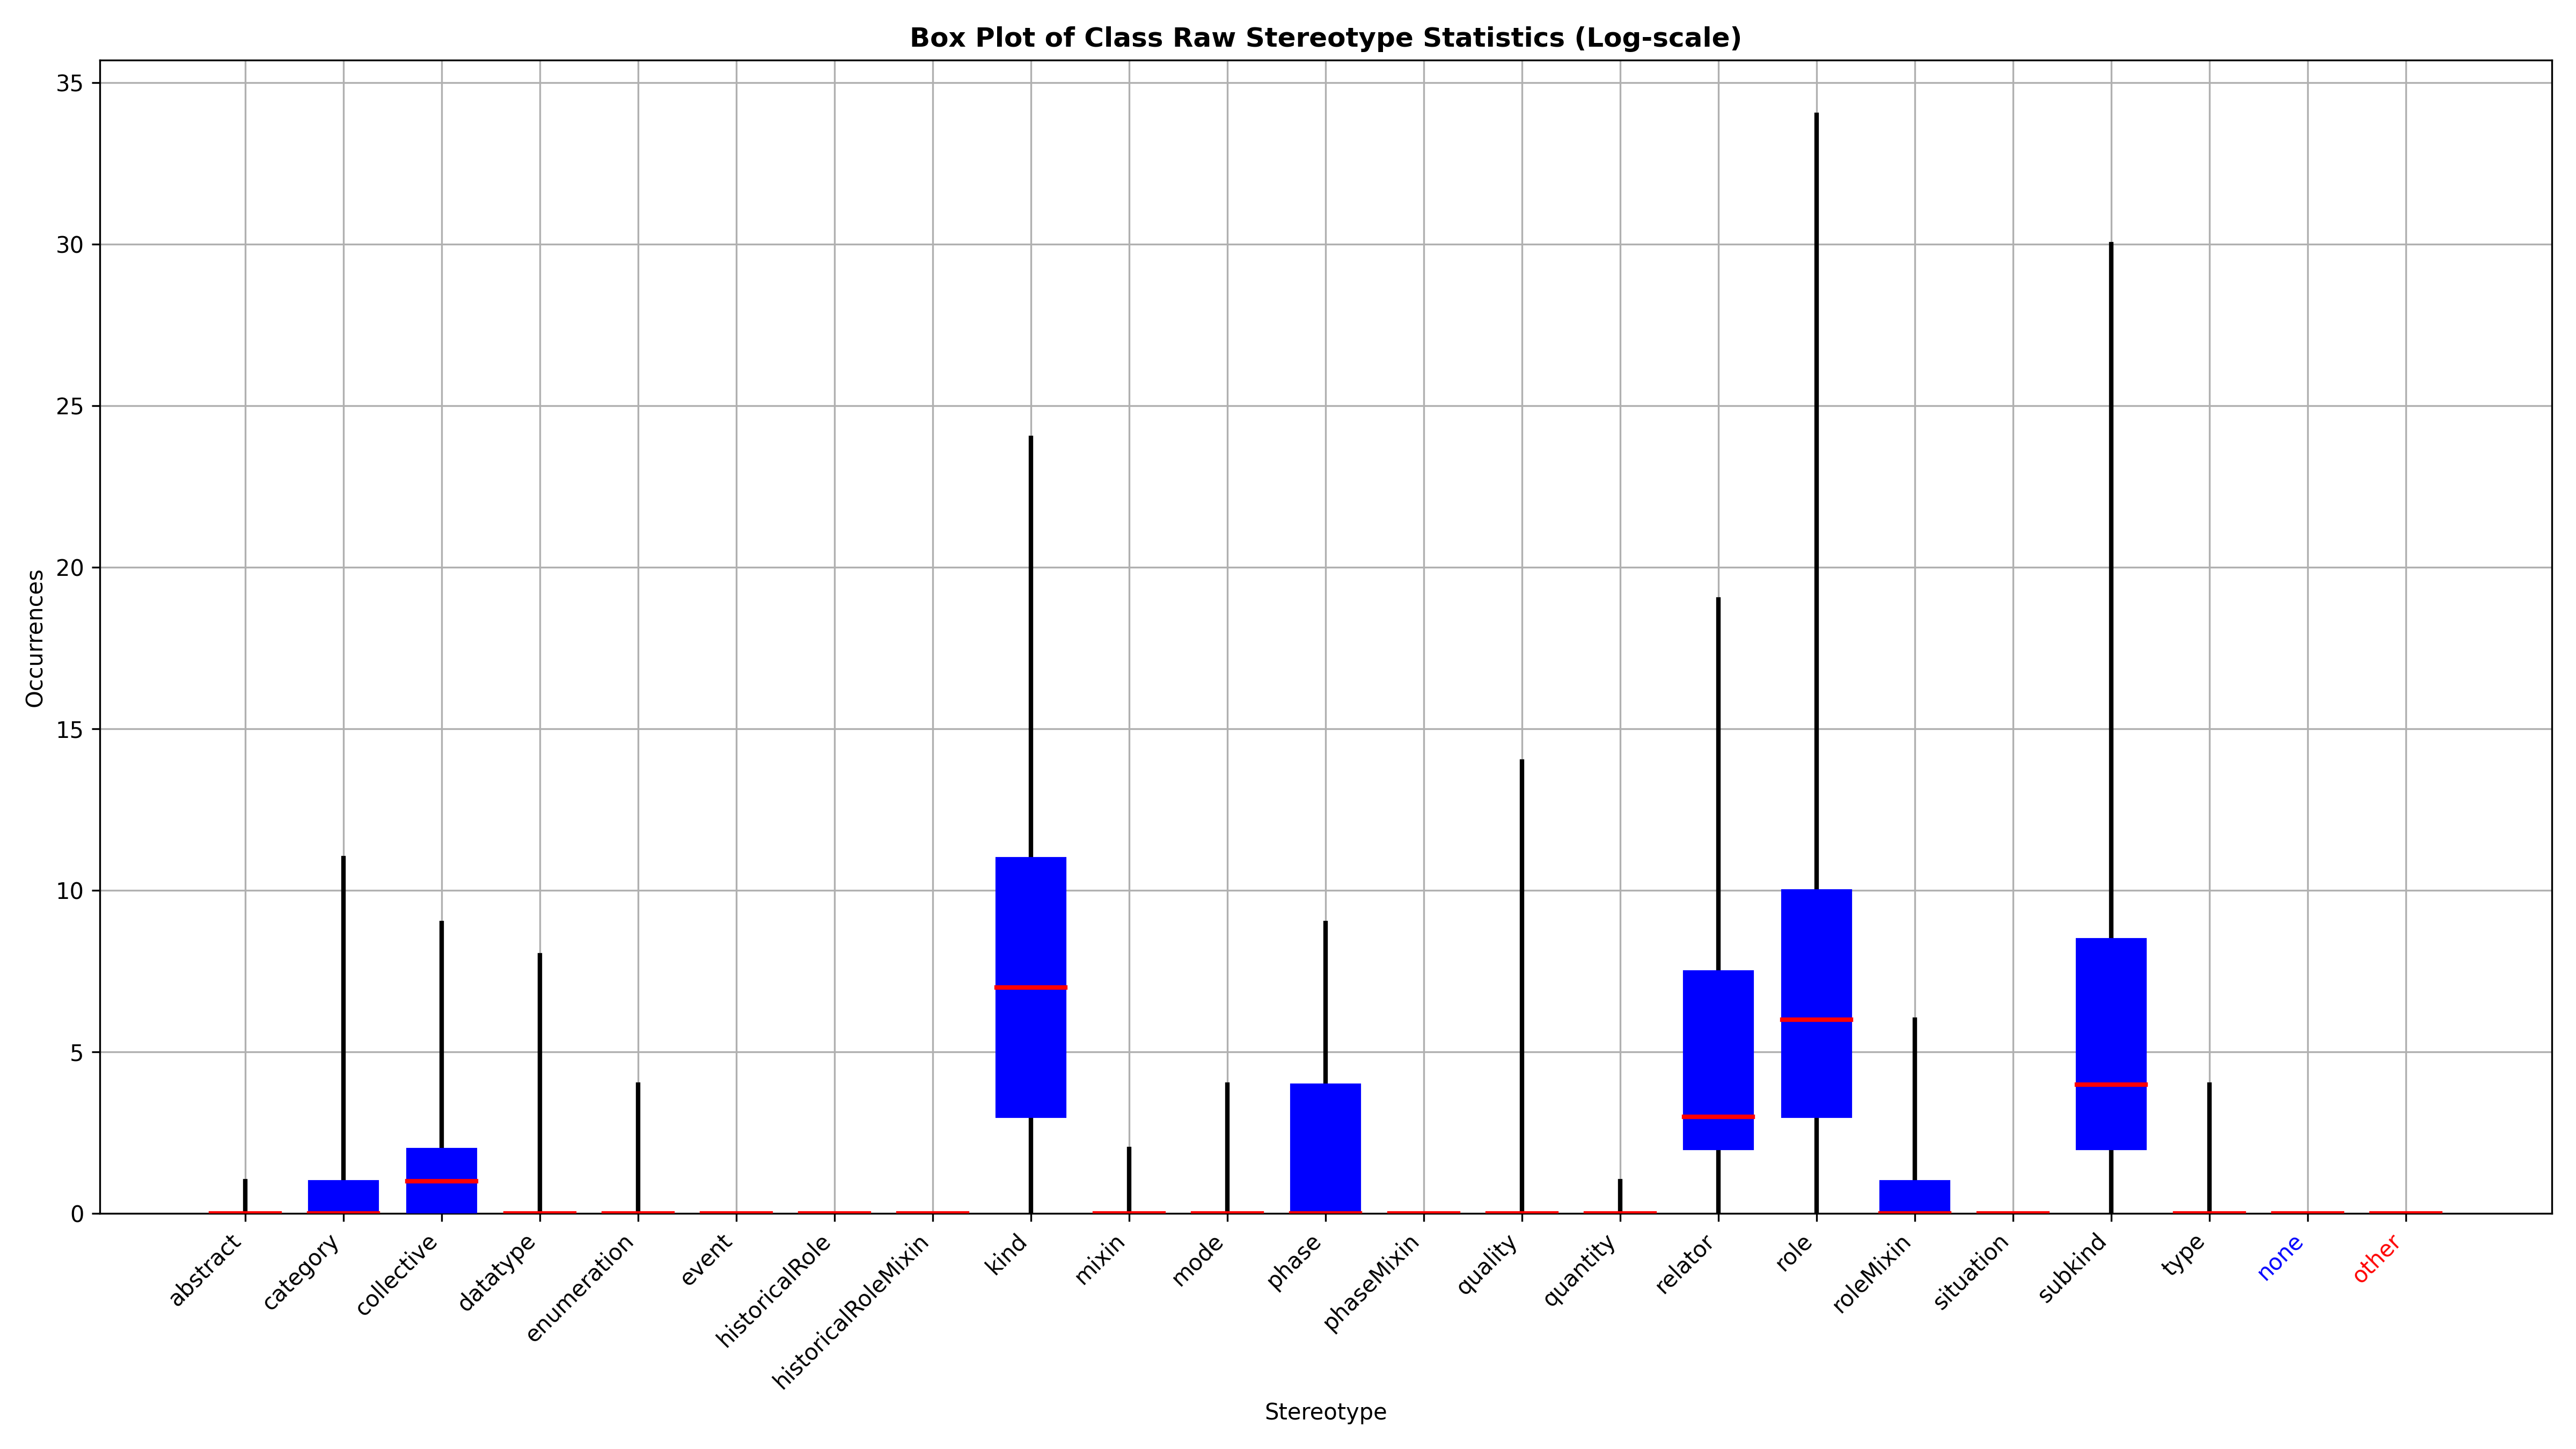 Box Plot of Class Raw Stereotype Statistics (Log-scale)
35
30
25
20
15
10
5
0
Occurrences
abstract
category
collective
datatype
enumeration
event
historicalRole
historicalRoleMixin
kind
mixin
mode
phase
phaseMixin
quality
quantity
relator
role
roleMixin
situation
subkind
type
none
other
Stereotype